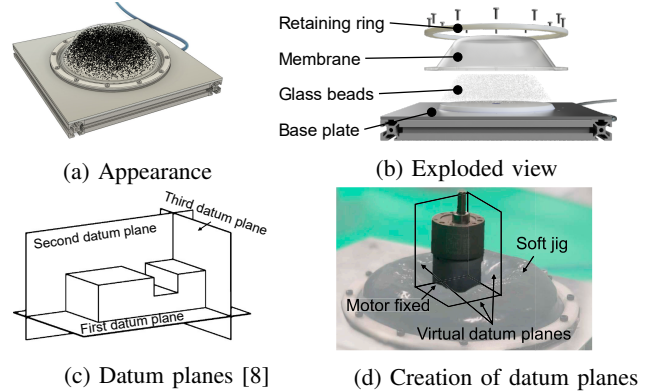 Retaining ring
Membrane
Glass beads
Base plate
(a) Appearance
(b) Exploded view
Third datum plane
Second datum plane
First datum plane
Soft jig
Motor fixed
Virtual datum planes
(c) Datum planes [8]
(d) Creation of datum planes